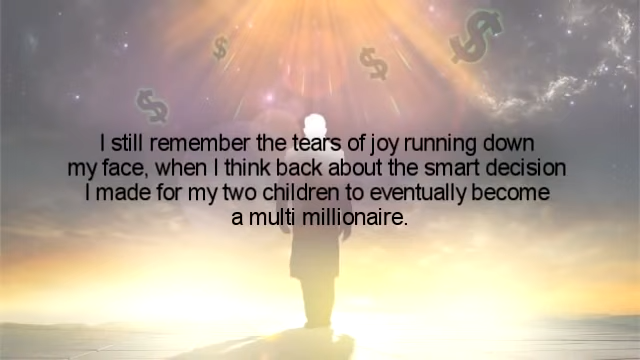 I still remember the tears of joy running down
my face, when I think back about the smart decision
I made for my two children to eventually become
a multi millionaire.